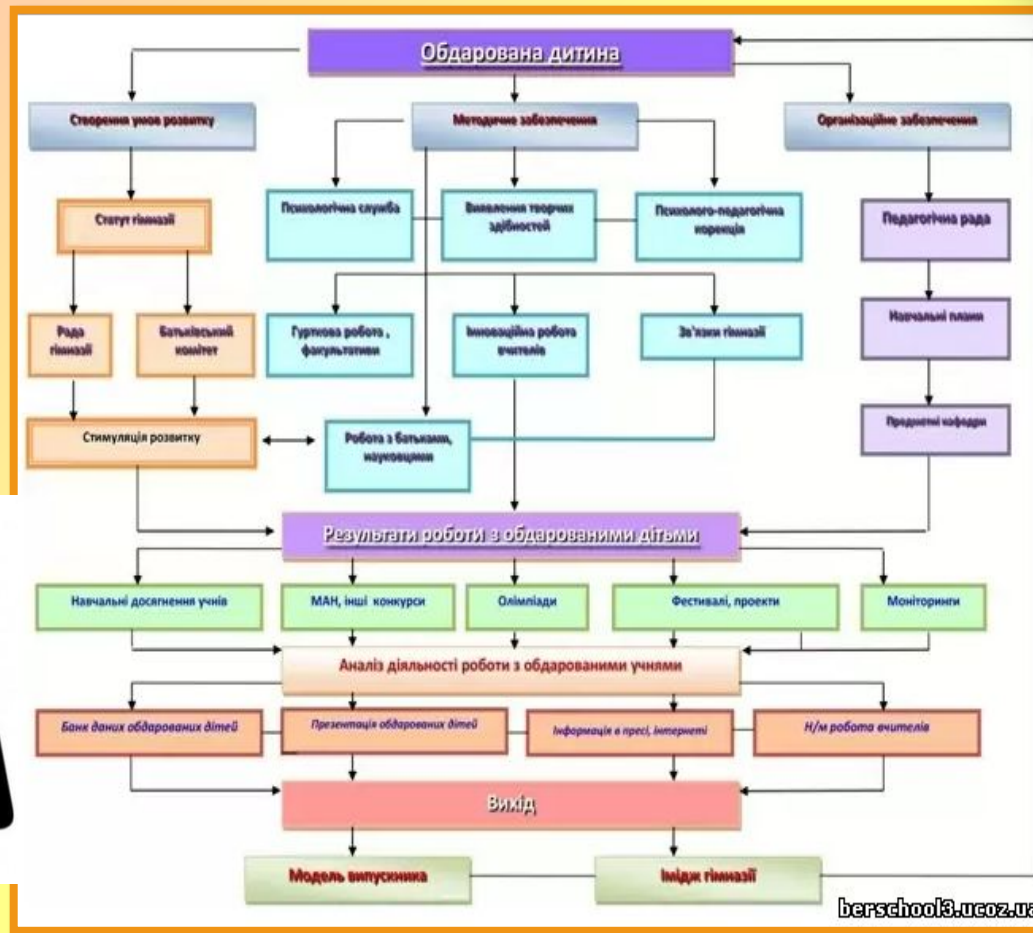 Обдарована дитина
Створення умов розвитку
Методичне забезпечення
Організаційне забезпечення
Статут гімназії
Психологічна служба
Виявлення творчих
здібностей
Психолого-педагогічна
корекція
Педагогічна рада
Рада
гімназії
Батьківський
комітет
Гурткова робота ,
факультативи
Інноваційна робота
вчителів
Зв'язки гімназії
Навчальні плани
Стимуляція розвитку
Робота з батьками,
науковцями
Предметні кафедри
Результати роботи з обдарованими дітьми
Навчальні досягнення учнів
МАН, інші конкурси
Олімпіади
Фестивалі, проекти
Моніторинги
Аналіз діяльності роботи з обдарованими учнями
Банк даних обдарованих дітей
Презентація обдарованих дітей
Інформація в пресі, інтернеті
Н/м робота вчителів
Вихід
Модель випускника
Імідж гімназії
berschool3.ucoz.ua